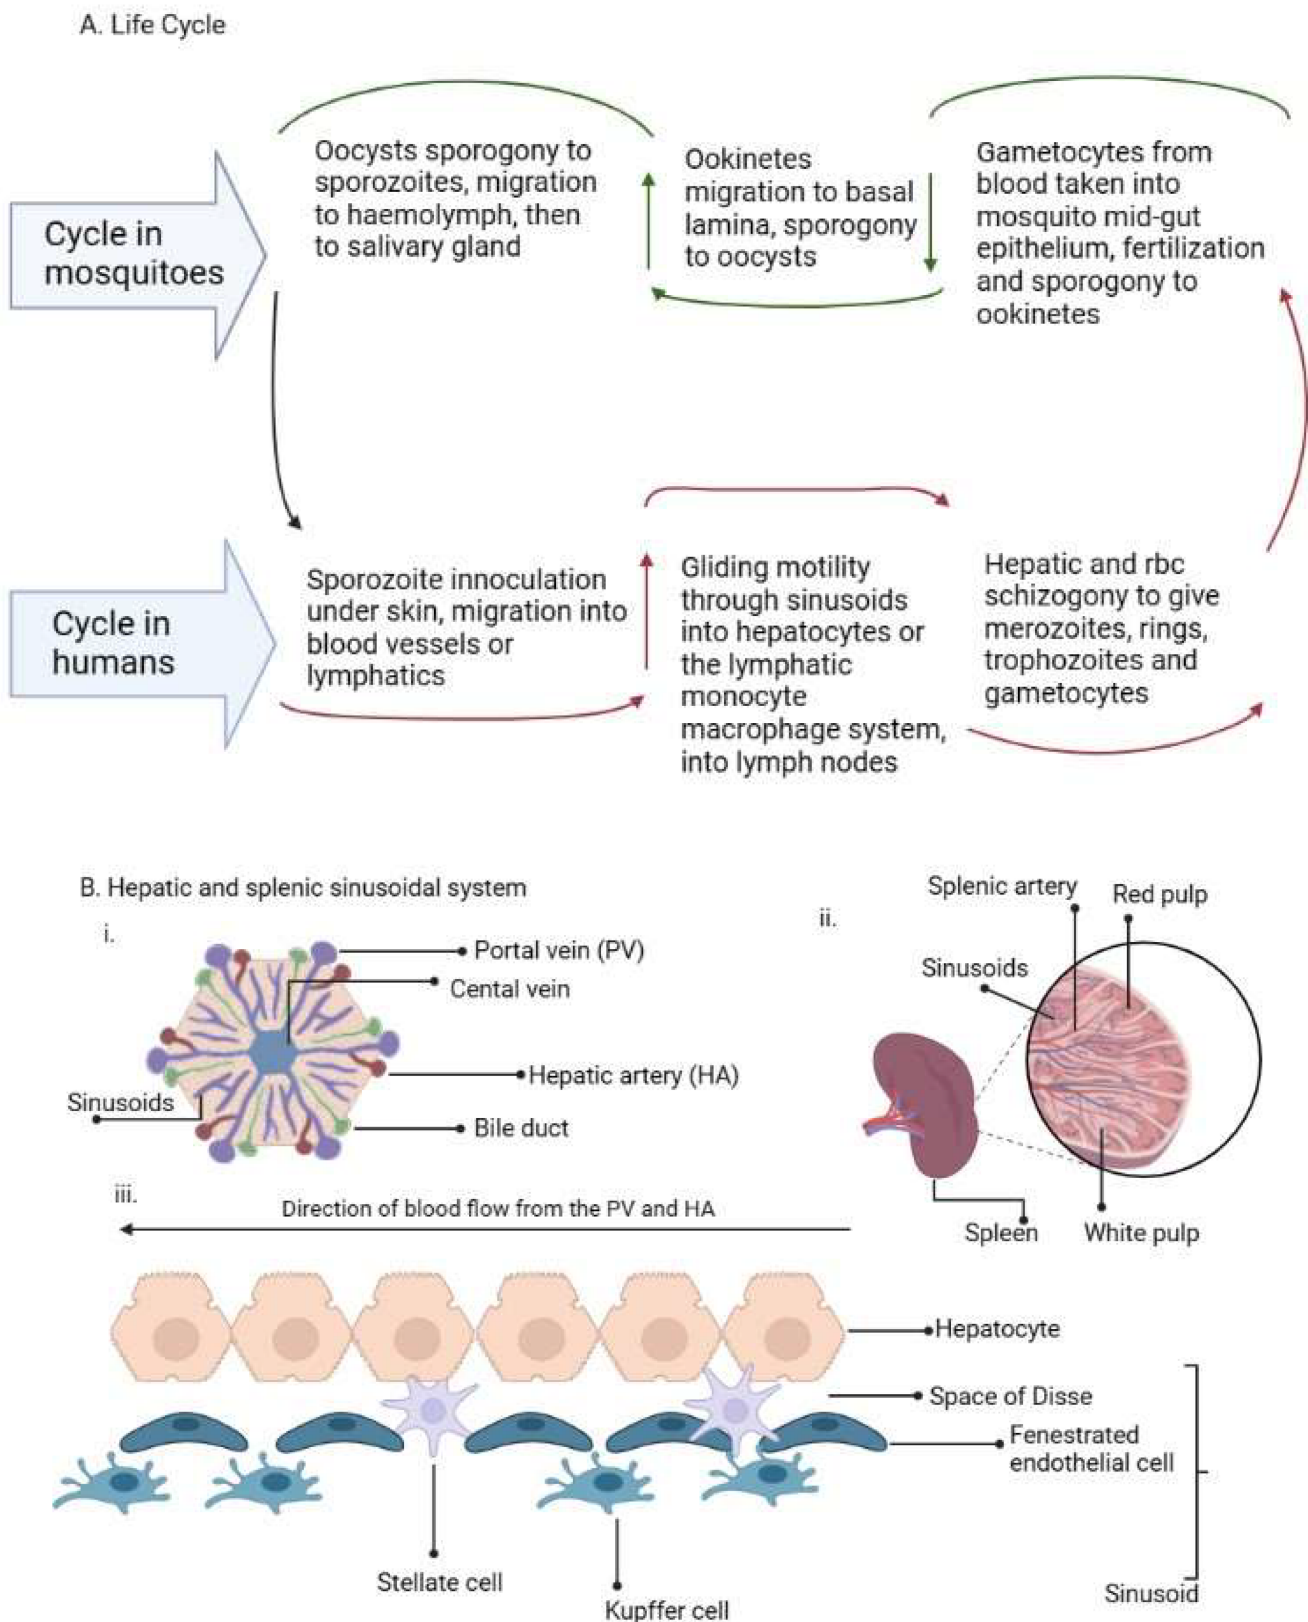 A. Life Cycle
Cycle in
mosquitoes
Oocysts sporogony to
sporozoites, migration
to haemolymph, then
to salivary gland
Ookinetes
migration to basal
lamina, sporogony
to oocysts
Gametocytes from
blood taken into
mosquito mid-gut
epithelium, fertilization
and sporogony to
ookinetes
Cycle in
humans
Sporozoite innoculation
under skin, migration into
blood vessels or
lymphatics
Gliding motility
through sinusoids
into hepatocytes or
the lymphatic
monocyte
macrophage system,
into lymph nodes
Hepatic and rbc
schizogony to give
merozoites, rings,
trophozoites and
gametocytes
B. Hepatic and splenic sinusoidal system
i.
Portal vein (PV)
Cental vein
Hepatic artery (HA)
Sinusoids
Bile duct
ii.
Splenic artery
Red pulp
Sinusoids
Spleen
White pulp
iii.
Direction of blood flow from the PV and HA
Hepatocyte
Space of Disse
Fenestrated
endothelial cell
Stellate cell
Kupffer cell
Sinusoid